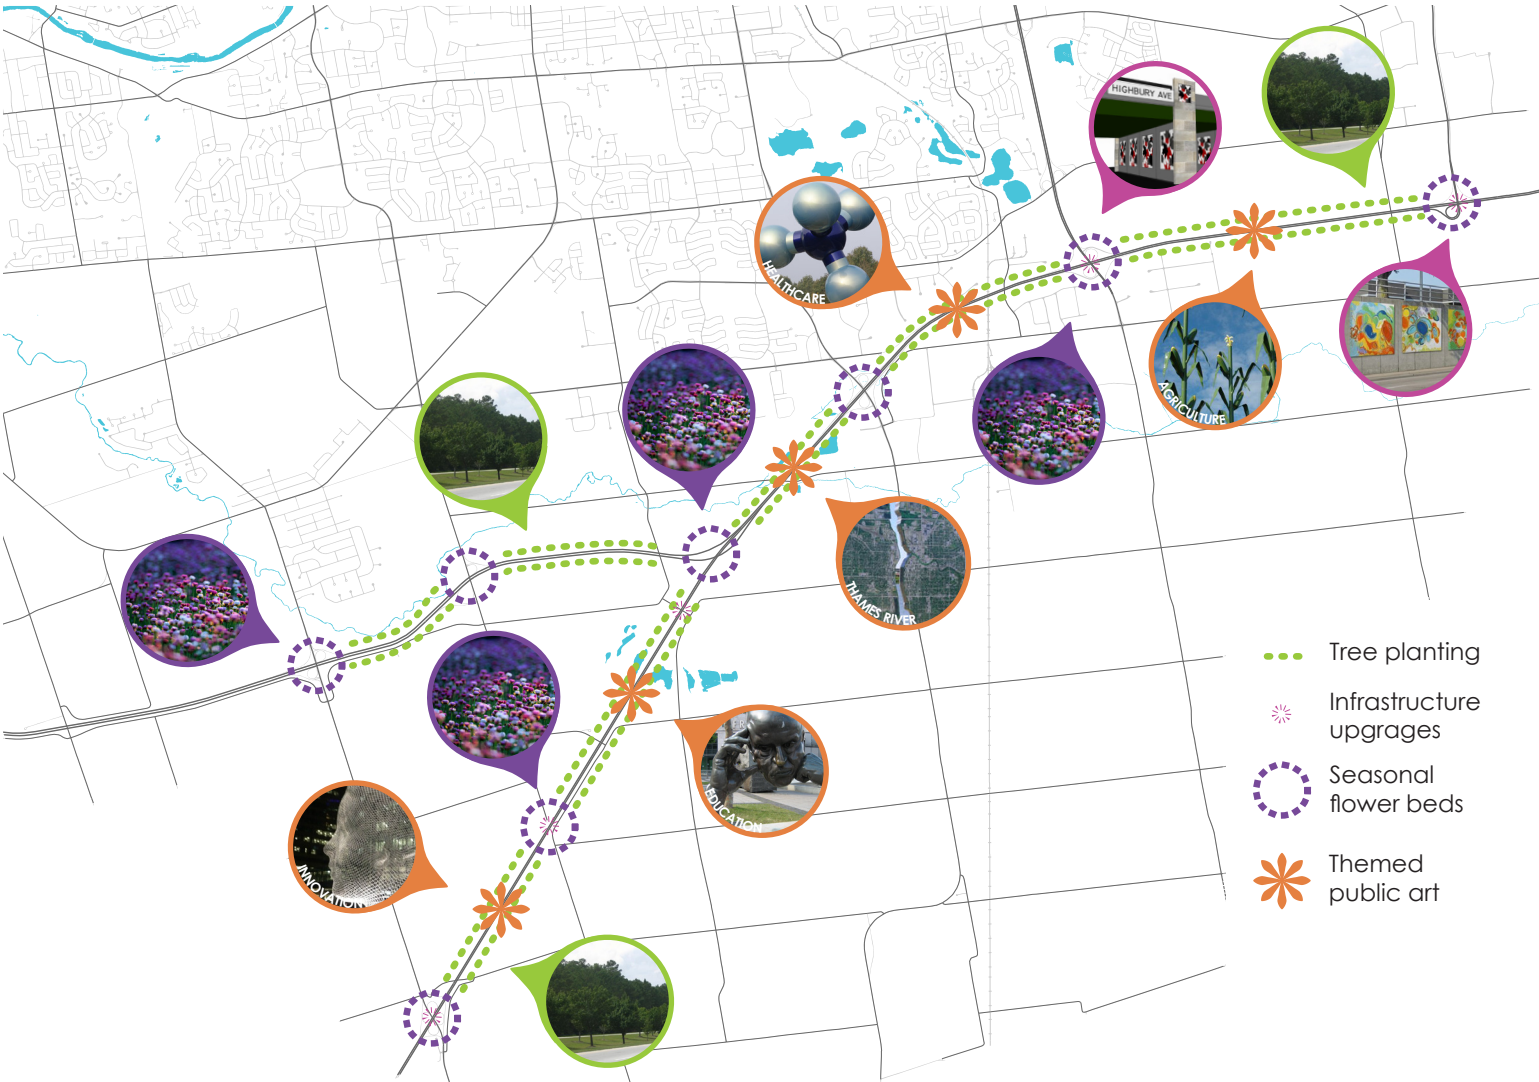 HIGHBURY AVE
HEALTHCARE
AGRICULTURE
THAMES RIVER
EDUCATION
INNOVATION
Tree planting
Infrastructure
upgrages
Seasonal
flower beds
Themed
public art